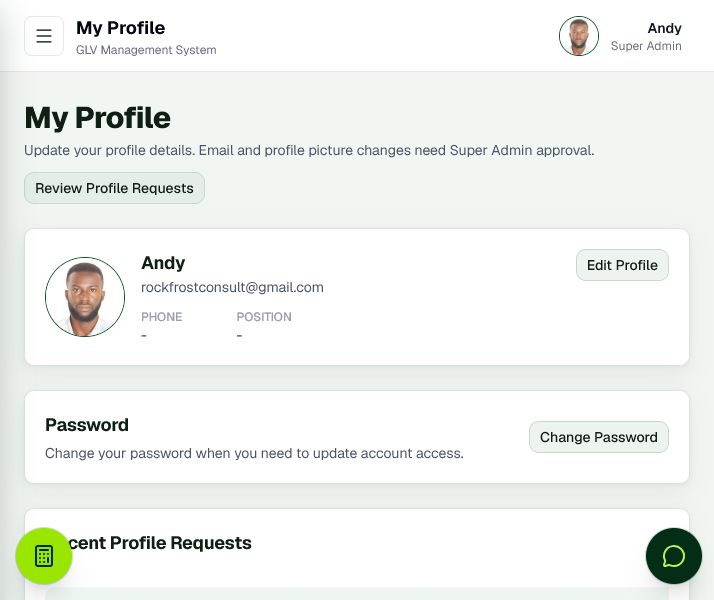 My Profile
GLV Management System
Andy
Super Admin
My Profile
Update your profile details. Email and profile picture changes need Super Admin approval.
Review Profile Requests
Andy
rockfrostconsult@gmail.com
Edit Profile
PHONE
POSITION
-
-
Password
Change your password when you need to update account access.
Change Password
cent Profile Requests